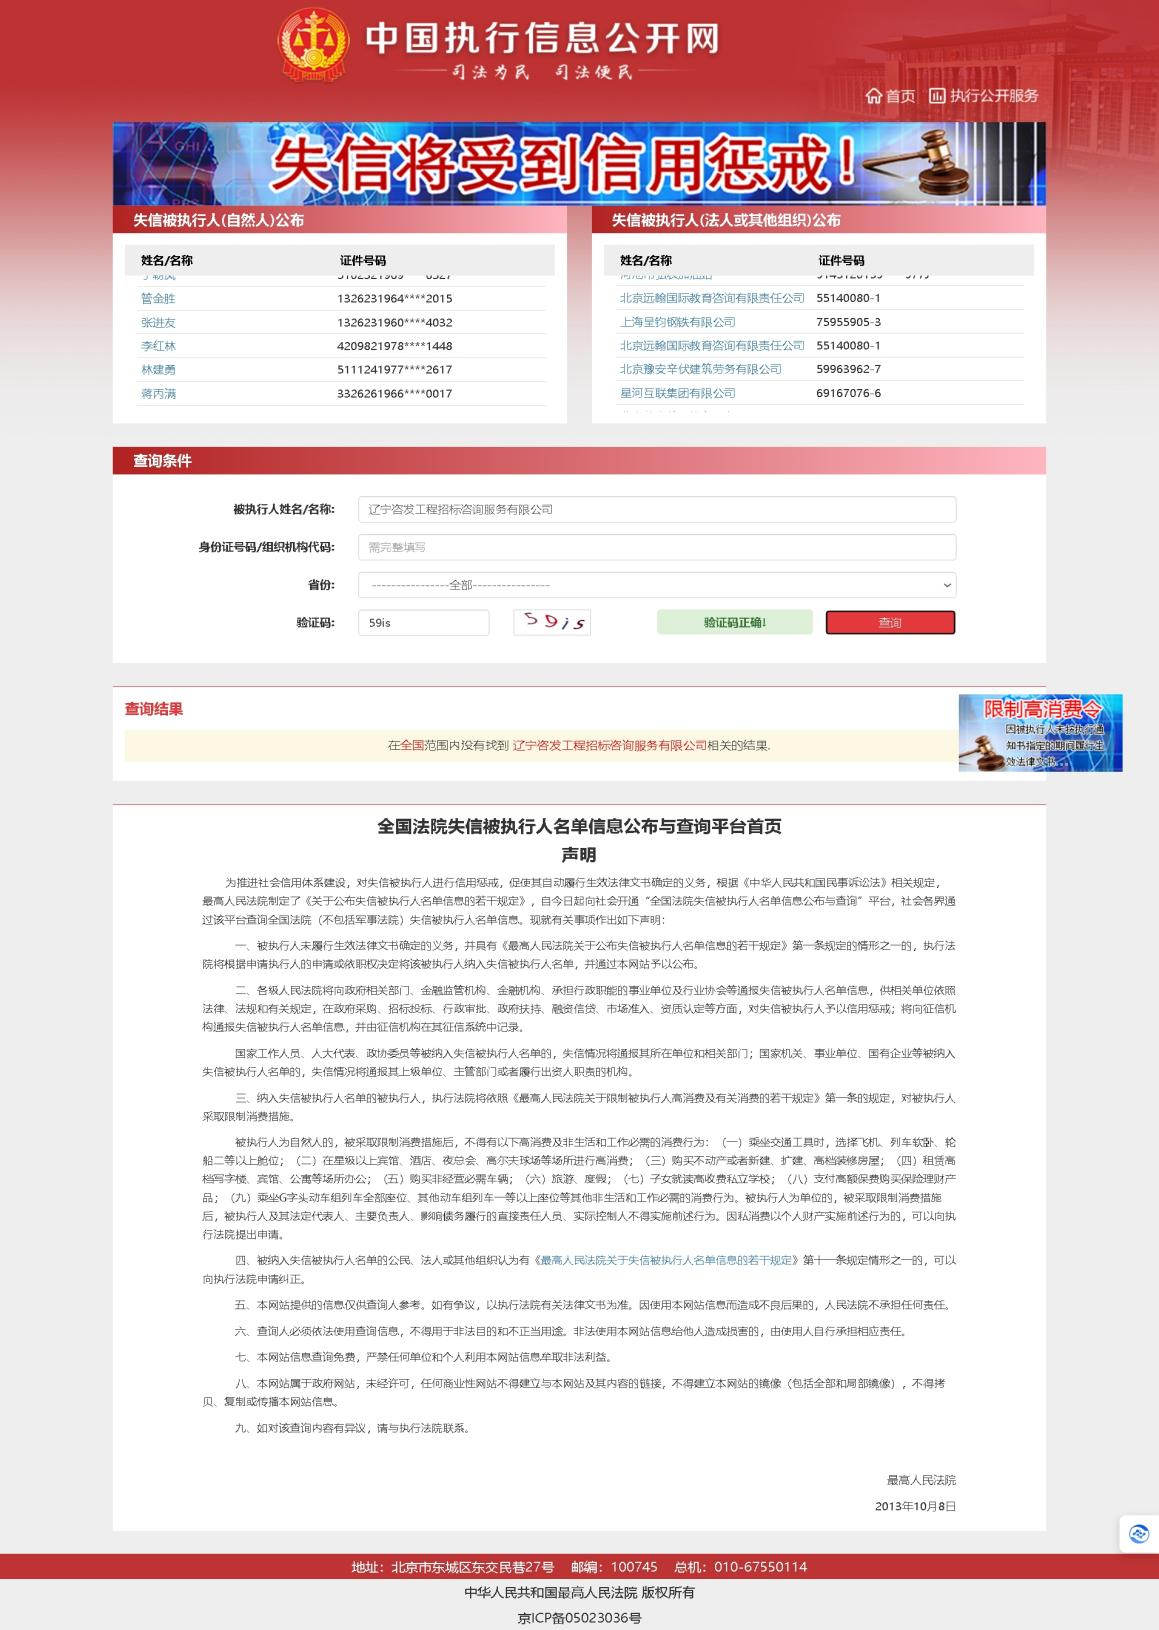 中国执行信息公开网
司法为民 司法便民
首页 执行公开服务
失信将受到信用惩戒!
失信被执行人(自然人)公布
姓名/名称 证件号码
管金胜 1326231964****2015
张进友 1326231960****4032
李红林 4209821978****1448
林建勇 5111241977****2617
蒋丙满 3326261966****0017
失信被执行人(法人或其他组织)公布
姓名/名称 证件号码
北京远翰国际教育咨询有限责任公司 55140080-1
上海呈钧钢铁有限公司 75955905-3
北京远翰国际教育咨询有限责任公司 55140080-1
北京豫安辛伏建筑劳务有限公司 59963962-7
星河互联集团有限公司 69167076-6
查询条件
被执行人姓名/名称: 辽宁咨发工程招标咨询服务有限公司
身份证号码/组织机构代码: 需完整填写
省份: ----------------全部----------------
验证码: 59is 59is 验证码正确! 查询
查询结果
在全国范围内没有找到 辽宁咨发工程招标咨询服务有限公司相关的结果.
限制高消费令
因被执行人未按执行通
知书指定的期间履行生
效法律文书...
全国法院失信被执行人名单信息公布与查询平台首页
声明
为推进社会信用体系建设，对失信被执行人进行信用惩戒，促使其自动履行生效法律文书确定的义务，根据《中华人民共和国民事诉讼法》相关规定，
最高人民法院制定了《关于公布失信被执行人名单信息的若干规定》，自今日起向社会开通“全国法院失信被执行人名单信息公布与查询”平台，社会各界通
过该平台查询全国法院（不包括军事法院）失信被执行人名单信息。现就有关事项作出如下声明：
一、被执行人未履行生效法律文书确定的义务，并具有《最高人民法院关于公布失信被执行人名单信息的若干规定》第一条规定的情形之一的，执行法
院将根据申请执行人的申请或依职权决定将该被执行人纳入失信被执行人名单，并通过本网站予以公布。
二、各级人民法院将向政府相关部门、金融监管机构、金融机构、承担行政职能的事业单位及行业协会等通报失信被执行人名单信息，供相关单位依照
法律、法规和有关规定，在政府采购、招标投标、行政审批、政府扶持、融资信贷、市场准入、资质认定等方面，对失信被执行人予以信用惩戒；将向征信机
构通报失信被执行人名单信息，并由征信机构在其征信系统中记录。
国家工作人员、人大代表、政协委员等被纳入失信被执行人名单的，失信情况将通报其所在单位和相关部门；国家机关、事业单位、国有企业等被纳入
失信被执行人名单的，失信情况将通报其上级单位、主管部门或者履行出资人职责的机构。
三、纳入失信被执行人名单的被执行人，执行法院将依照《最高人民法院关于限制被执行人高消费及有关消费的若干规定》第一条的规定，对被执行人
采取限制消费措施。
被执行人为自然人的，被采取限制消费措施后，不得有以下高消费及非生活和工作必需的消费行为：（一）乘坐交通工具时，选择飞机、列车软卧、轮
船二等以上舱位；（二）在星级以上宾馆、酒店、夜总会、高尔夫球场等场所进行高消费；（三）购买不动产或者新建、扩建、高档装修房屋；（四）租赁高
档写字楼、宾馆、公寓等场所办公；（五）购买非经营必需车辆；（六）旅游、度假；（七）子女就读高收费私立学校；（八）支付高额保费购买保险理财产
品；（九）乘坐G字头动车组列车全部座位、其他动车组列车一等以上座位等其他非生活和工作必需的消费行为。被执行人为单位的，被采取限制消费措施
后，被执行人及其法定代表人、主要负责人、影响债务履行的直接责任人员、实际控制人不得实施前述行为。因私消费以个人财产实施前述行为的，可以向执
行法院提出申请。
四、被纳入失信被执行人名单的公民、法人或其他组织认为有《最高人民法院关于失信被执行人名单信息的若干规定》第十一条规定情形之一的，可以
向执行法院申请纠正。
五、本网站提供的信息仅供查询人参考。如有争议，以执行法院有关法律文书为准。因使用本网站信息而造成不良后果的，人民法院不承担任何责任。
六、查询人必须依法使用查询信息，不得用于非法目的和不正当用途。非法使用本网站信息给他人造成损害的，由使用人自行承担相应责任。
七、本网站信息查询免费，严禁任何单位和个人利用本网站信息牟取非法利益。
八、本网站属于政府网站，未经许可，任何商业性网站不得建立与本网站及其内容的链接，不得建立本网站的镜像（包括全部和局部镜像），不得拷
贝、复制或传播本网站信息。
九、如对该查询内容有异议，请与执行法院联系。
最高人民法院
2013年10月8日
地址：北京市东城区东交民巷27号 邮编：100745 总机：010-67550114
中华人民共和国最高人民法院 版权所有
京ICP备05023036号